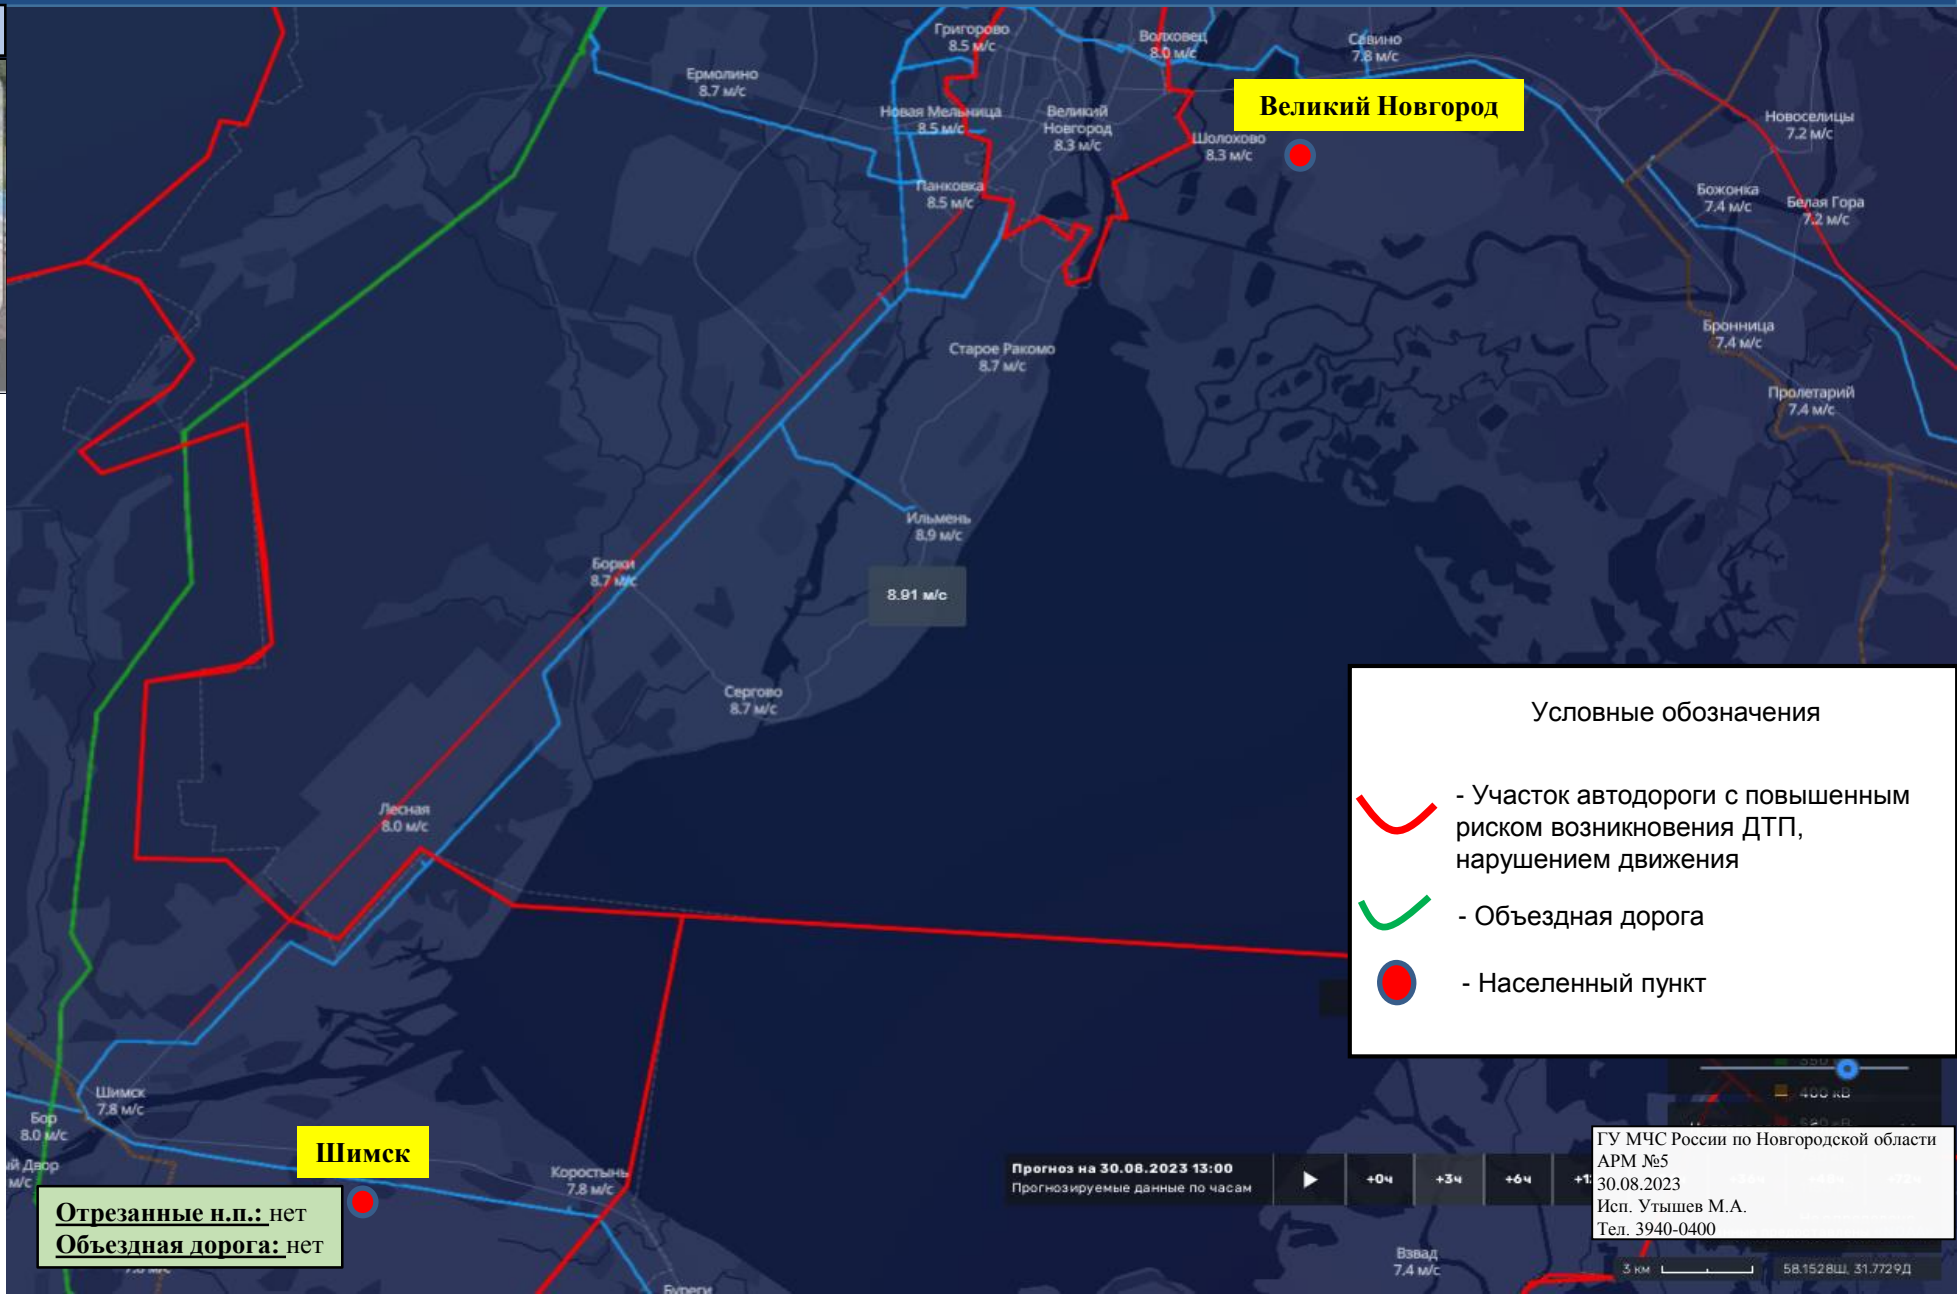 Григорово
8.5 м/с
Волховец
8.0 м/с
Савино
7.8 м/с
Ермолино
8.7 м/с
Великий Новгород
Новая Мельница
8.5 м/с
Великий
Новгород
8.3 м/с
Шолохово
8.3 м/с
Новоселицы
7.2 м/с
Панковка
8.5 м/с
Божонка
7.4 м/с
Белая Гора
7.2 м/с
Бронница
7.4 м/с
Старое Ракомо
8.7 м/с
Пролетарий
7.4 м/с
Ильмень
8.9 м/с
Борки
8.7 м/с
8.91 м/с
Сергово
8.7 м/с
Лесная
8.0 м/с
Условные обозначения
- Участок автодороги с повышенным
риском возникновения ДТП,
нарушением движения
- Объездная дорога
- Населенный пункт
400 кВ
Шимск
7.8 м/с
Бор
8.0 м/с
Двор
м/с
Шимск
Коростынь
7.8 м/с
Отрезанные н.п.: нет
Объездная дорога: нет
Прогноз на 30.08.2023 13:00
Прогнозируемые данные по часам
+0ч +3ч +6ч
ГУ МЧС России по Новгородской области
АРМ №5
30.08.2023
Исп. Утышев М.А.
Тел. 3940-0400
Взвад
7.4 м/с
3 км
58.1528Ш, 31.7729Д
Буреги